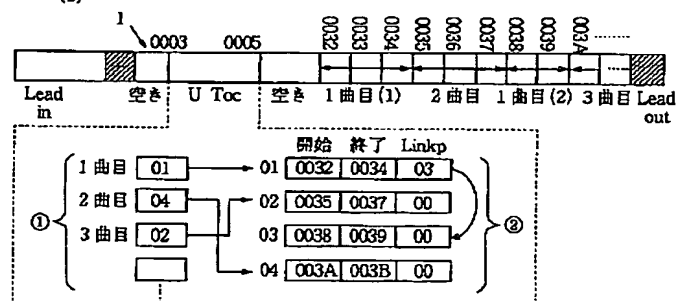 1
0003 0005 0032 0033 0034 0035 0036 0037 0038 0039 003A ……
Lead in 空き U Toc 空き 1曲目(1) 2曲目 1曲目(2) 3曲目 Lead out
開始 終了 Linkp
1曲目 01 01 0032 0034 03
2曲目 04 02 0035 0037 00
① ②
3曲目 02 03 0038 0039 00
04 003A 003B 00